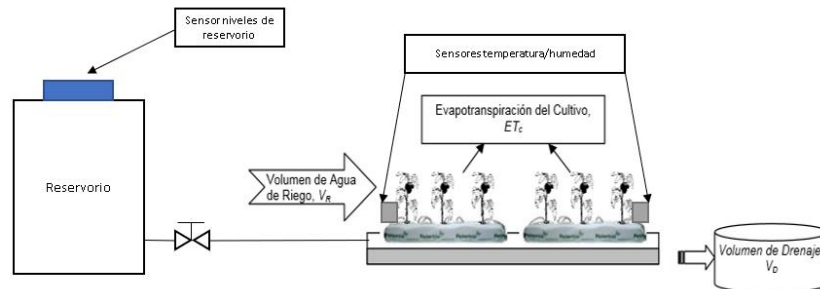 Sensor niveles de
reservorio
Sensores temperatura/humedad
Evapotranspiración del Cultivo,
ETc
Reservorio
Volumen de Agua
de Riego, VR
Volumen de Drenaje
VD